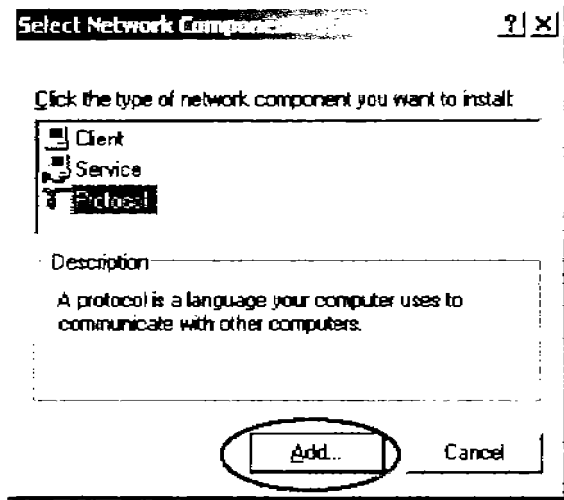 Select Network Component
? ×
Click the type of network component you want to install:
Client
Service
Protocol
Description
A protocol is a language your computer uses to
communicate with other computers.
Add...
Cancel